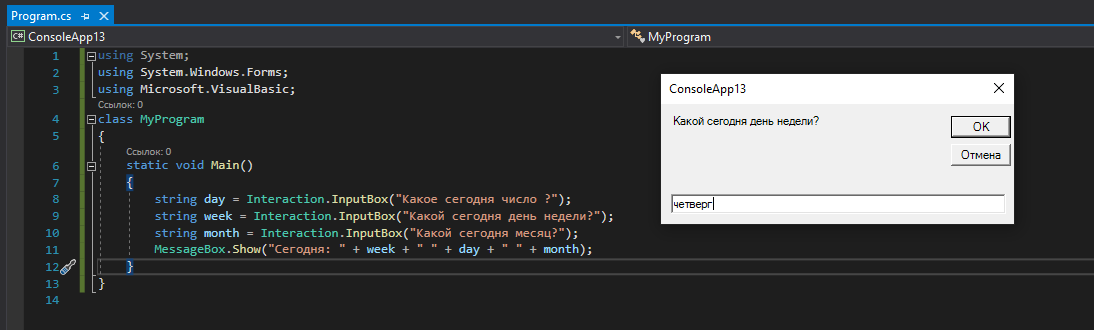 Program.cs
ConsoleApp13
MyProgram
1 using System;
2 using System.Windows.Forms;
3 using Microsoft.VisualBasic;
Ссылок: 0
4 class MyProgram
5 {
Ссылок: 0
6 static void Main()
7 {
8 string day = Interaction.InputBox("Какое сегодня число ?");
9 string week = Interaction.InputBox("Какой сегодня день недели?");
10 string month = Interaction.InputBox("Какой сегодня месяц?");
11 MessageBox.Show("Сегодня: " + week + " " + day + " " + month);
12 }
13 }
14
ConsoleApp13
Какой сегодня день недели?
OK
Отмена
четверг